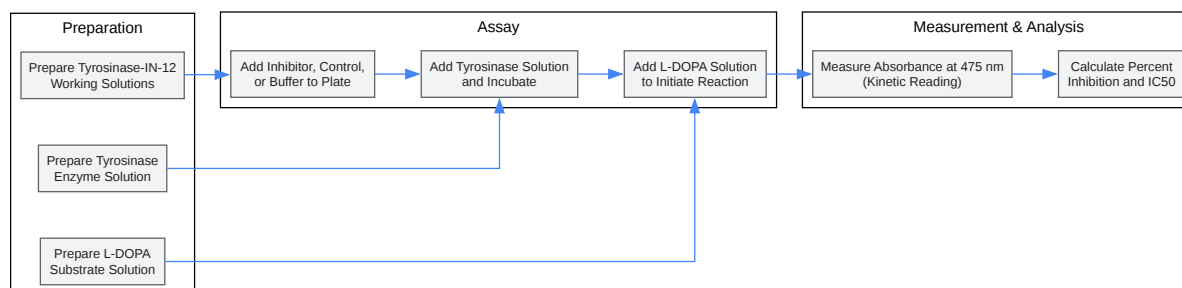 Preparation
Prepare Tyrosinase-IN-12
Working Solutions
Prepare Tyrosinase
Enzyme Solution
Prepare L-DOPA
Substrate Solution
Assay
Add Inhibitor, Control,
or Buffer to Plate
Add Tyrosinase Solution
and Incubate
Add L-DOPA Solution
to Initiate Reaction
Measurement & Analysis
Measure Absorbance at 475 nm
(Kinetic Reading)
Calculate Percent
Inhibition and IC50